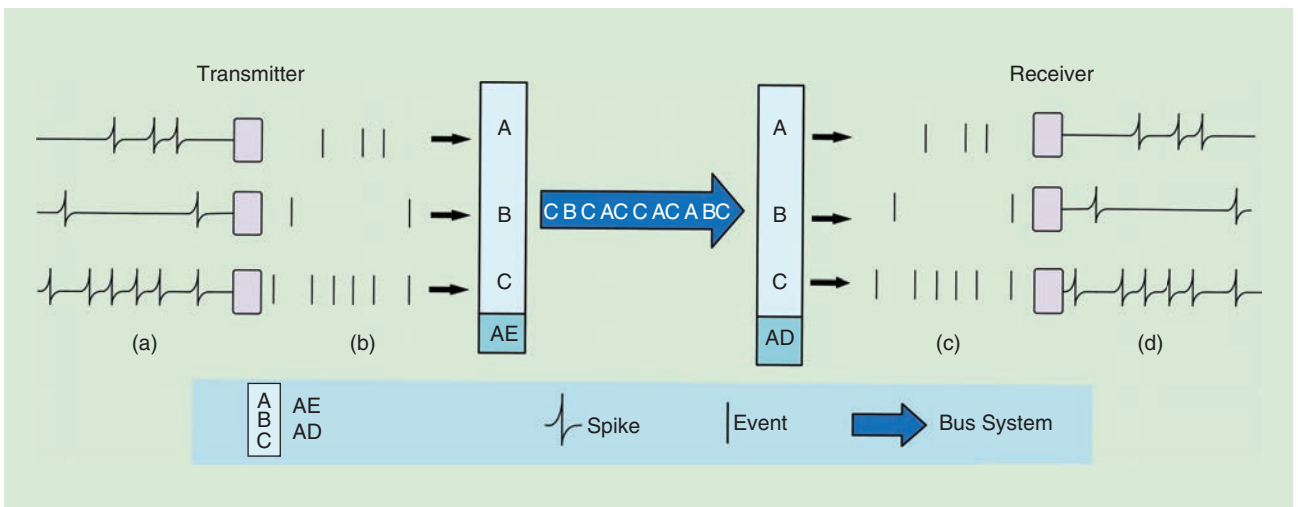 Transmitter
Receiver
A
B
C
AE
C B C AC C AC A BC
A
B
C
AD
(a)
(b)
(c)
(d)
A
B
C
AE
AD
Spike
Event
Bus System